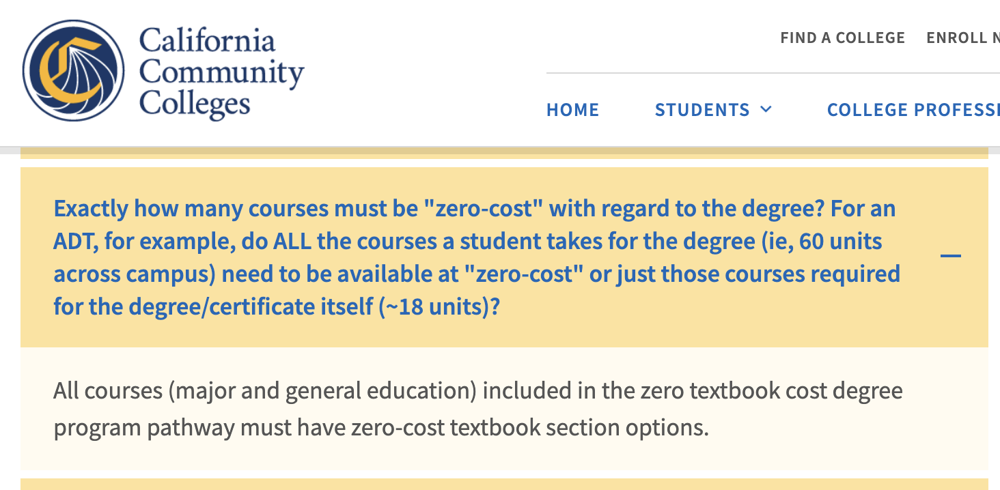 California
Community
Colleges
FIND A COLLEGE ENROLL N
HOME STUDENTS COLLEGE PROFESSI
Exactly how many courses must be "zero-cost" with regard to the degree? For an
ADT, for example, do ALL the courses a student takes for the degree (ie, 60 units
across campus) need to be available at "zero-cost" or just those courses required
for the degree/certificate itself (~18 units)?
All courses (major and general education) included in the zero textbook cost degree
program pathway must have zero-cost textbook section options.